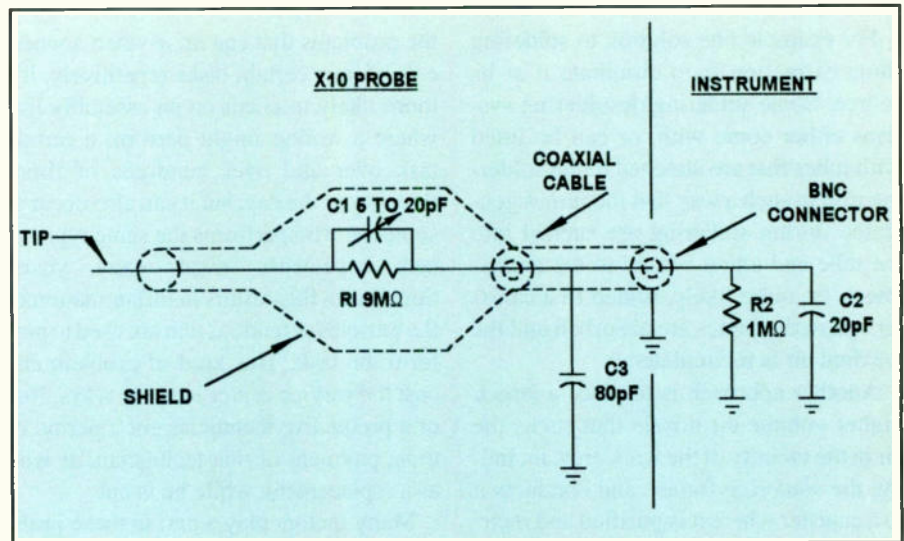 X10 PROBE
INSTRUMENT
COAXIAL
CABLE
BNC
CONNECTOR
C1 5 TO 20pF
TIP
R1 9MΩ
R2
1MΩ
C2
20pF
SHIELD
C3
80pF